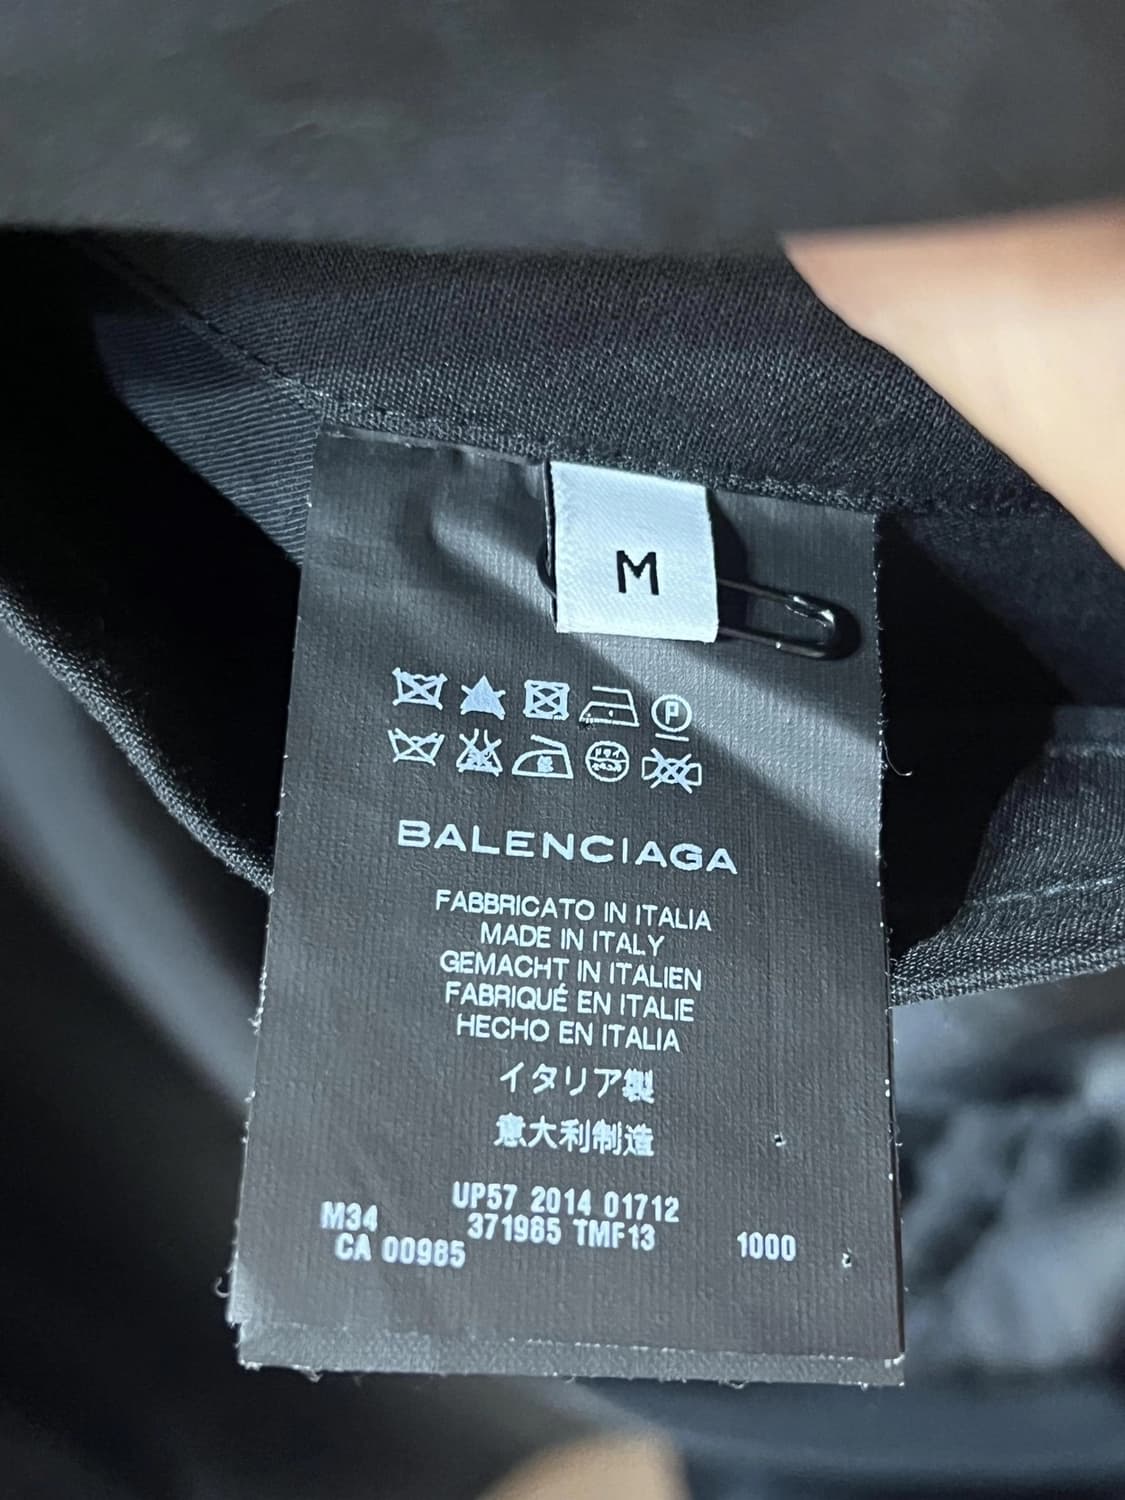 M
P
BALENCIAGA
FABBRICATO IN ITALIA
MADE IN ITALY
GEMACHT IN ITALIEN
FABRIQUÉ EN ITALIE
HECHO EN ITALIA
イタリア製
意大利制造
UP57 2014 01712
M34 371985 TMF13 1000
CA 00985